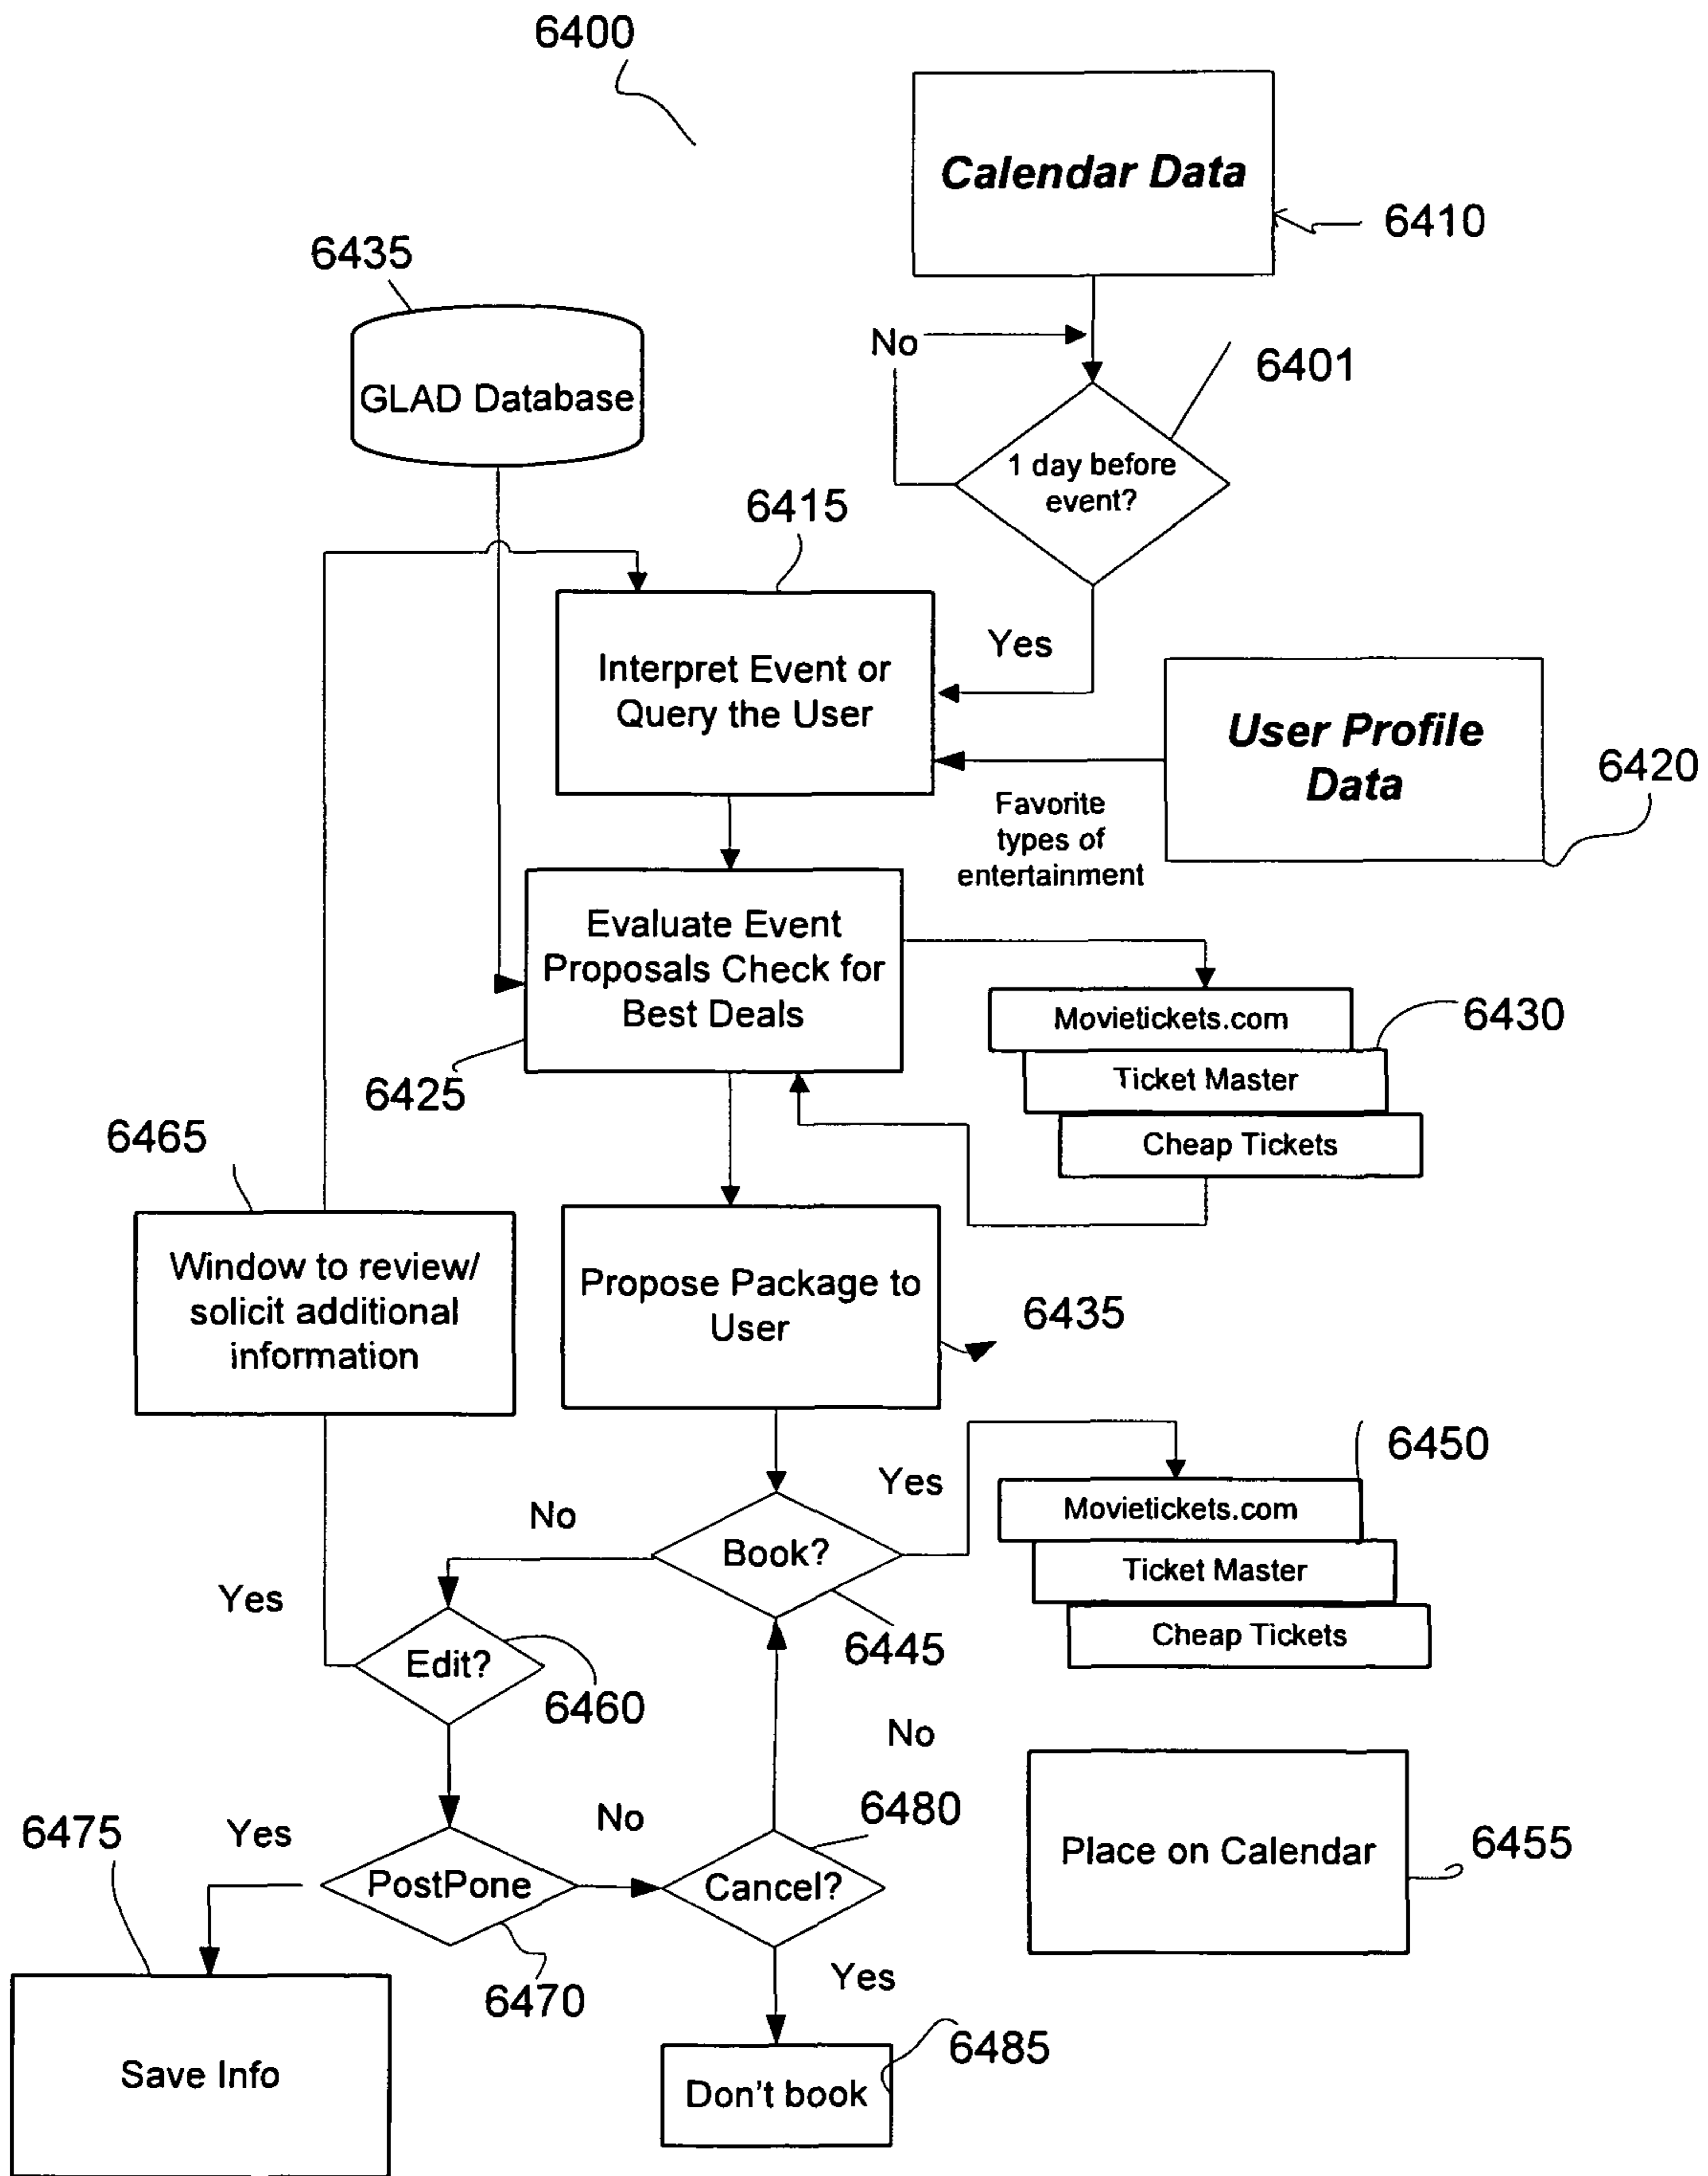 6400
Calendar Data
6410
6435
No
6401
GLAD Database
1 day before
event?
6415
Yes
Interpret Event or
Query the User
User Profile
Data
6420
Favorite
types of
entertainment
Evaluate Event
Proposals Check for
Best Deals
Movietickets.com
6430
Ticket Master
6425
Cheap Tickets
6465
Window to review/
solicit additional
information
Propose Package to
User
6435
6450
Yes
Movietickets.com
No
Book?
Ticket Master
Yes
Cheap Tickets
6445
Edit?
6460
No
6480
No
6475
Yes
Place on Calendar
6455
PostPone
Cancel?
Yes
6470
6485
Save Info
Don't book